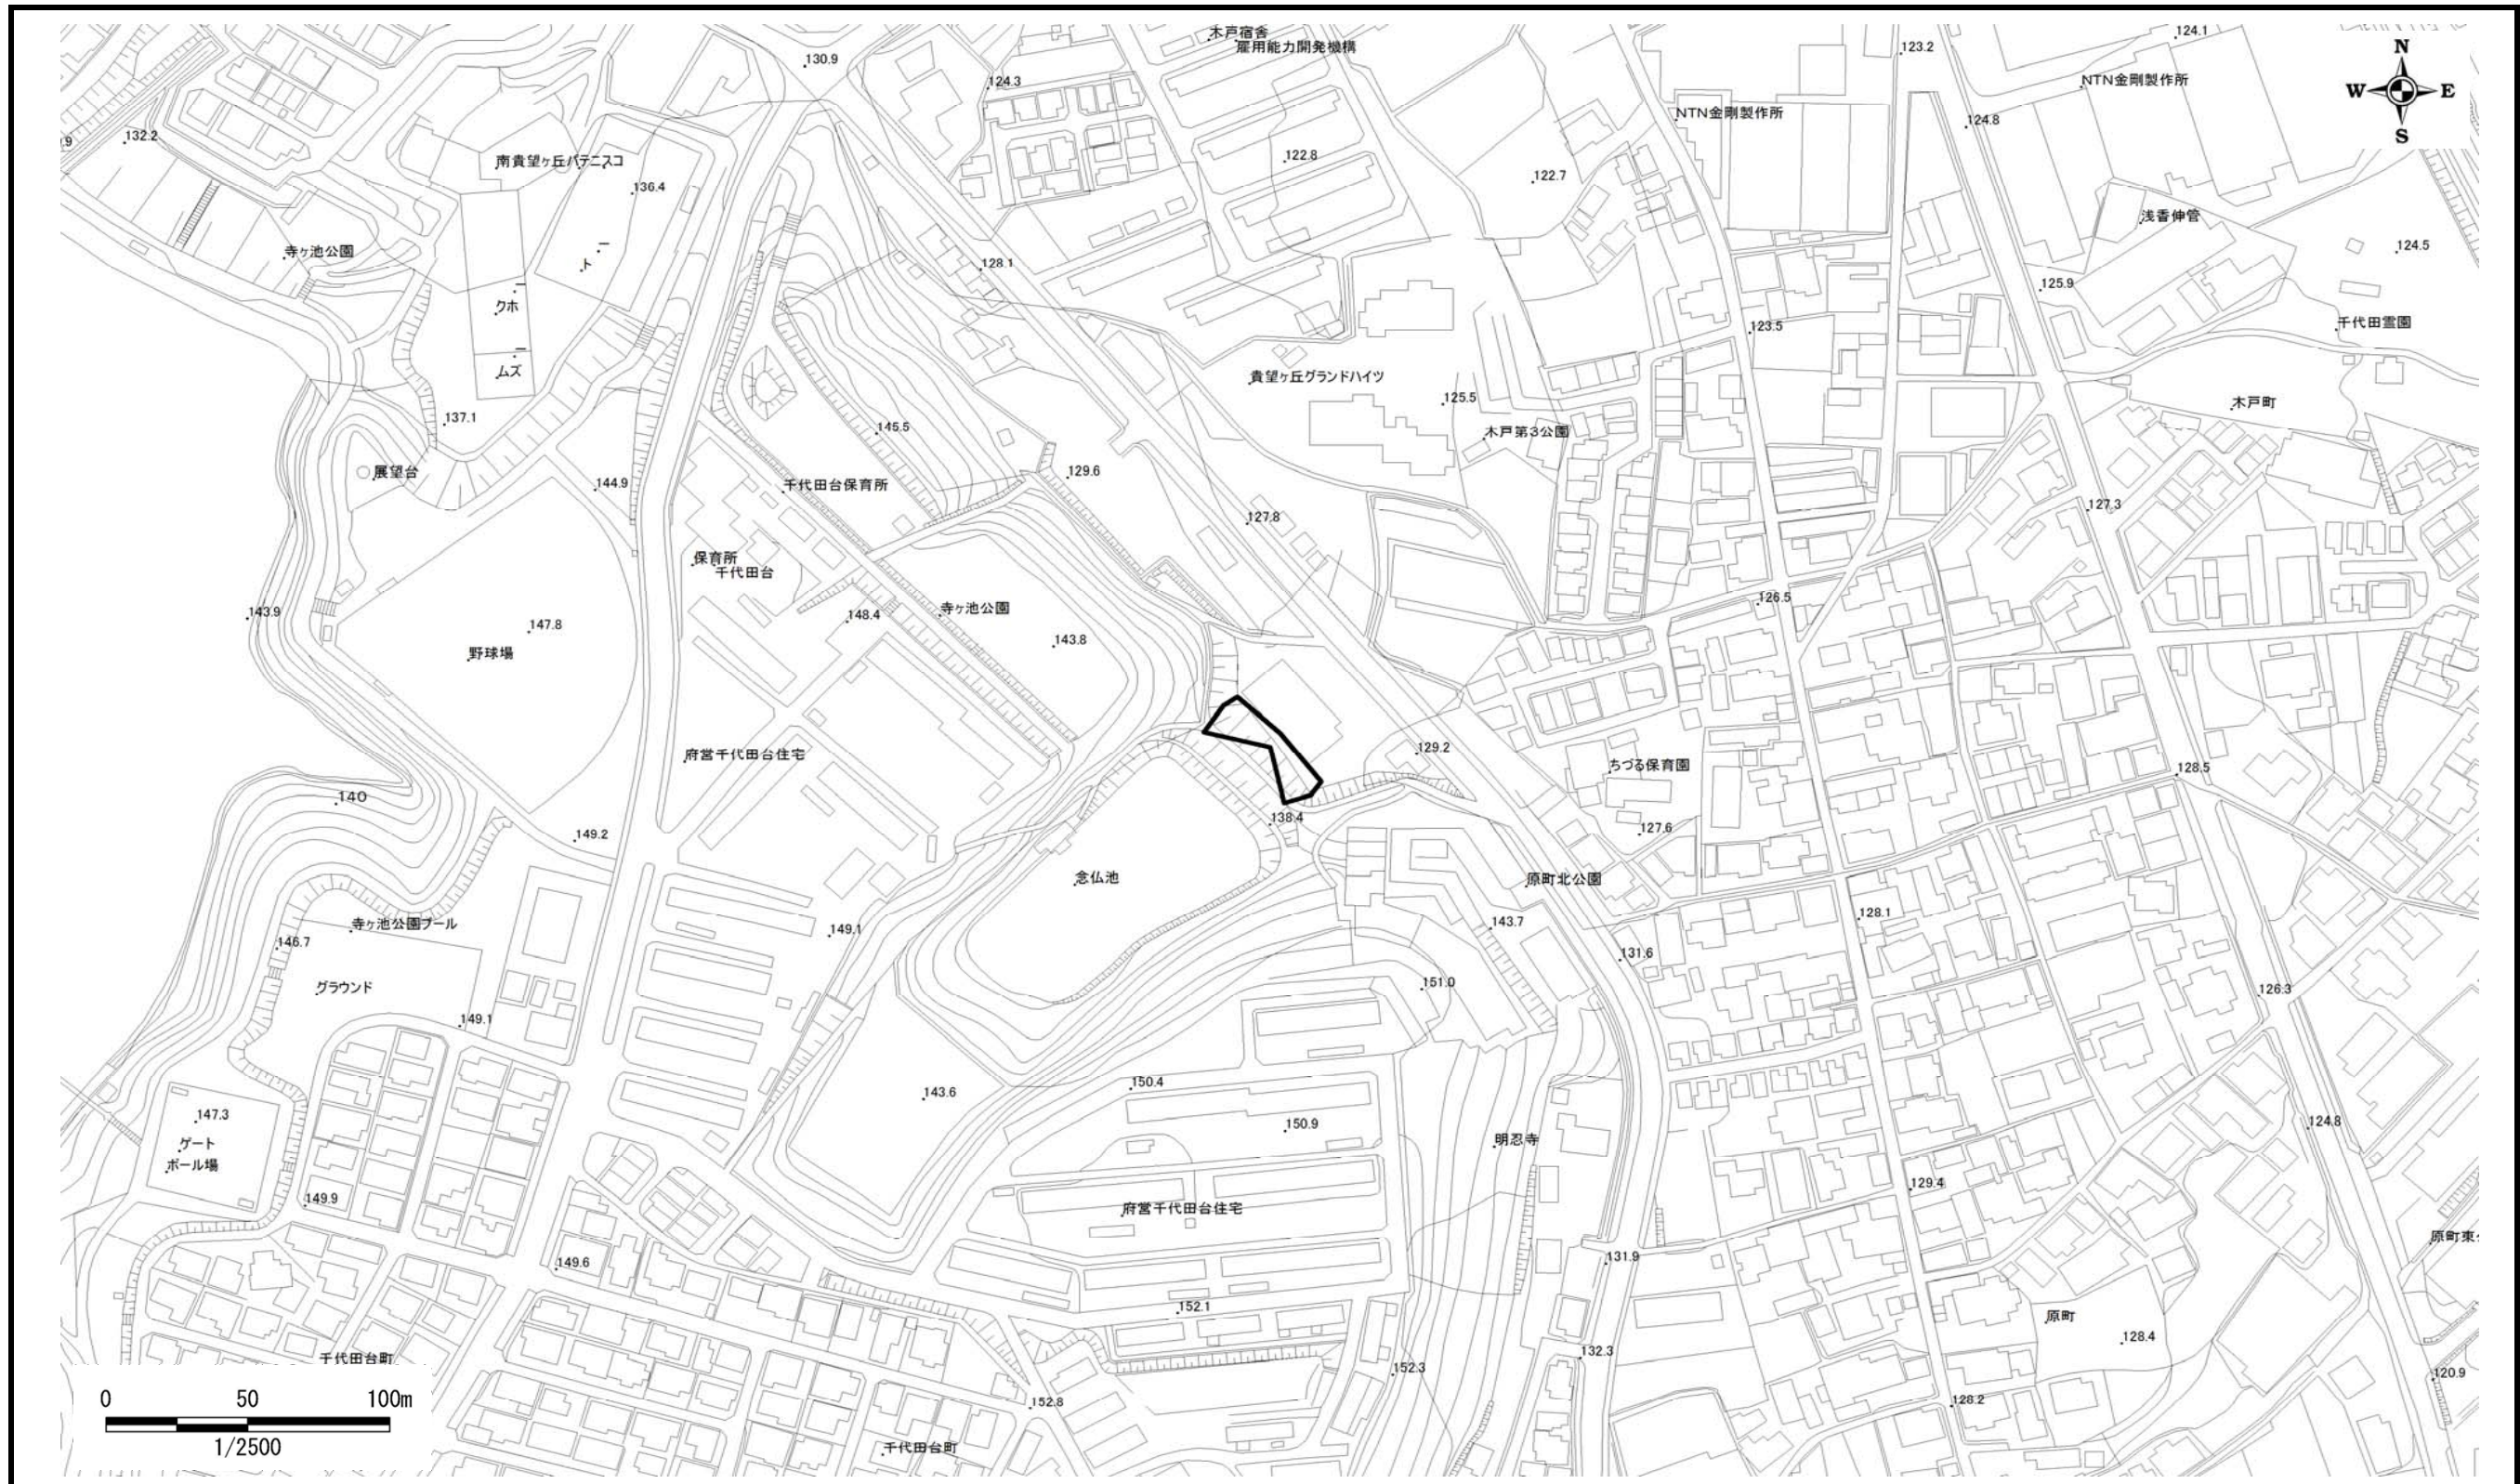 木戸宿舎
雇用能力開発機構
123.2
124.1
N
130.9
124.3
NTN金剛製作所
W
E
NTN金剛製作所
124.8
S
132.2
南貴望ヶ丘パテニスコ
122.8
122.7
136.4
浅香伸管
寺ヶ池公園
124.5
ー
イ
128.1
125.9
ー
クホ
123.5
千代田霊園
ー
ムズ
貴望ヶ丘グランドハイツ
125.5
木戸町
137.1
145.5
木戸第3公園
展望台
129.6
144.9
千代田台保育所
127.3
127.8
保育所
千代田台
126.5
143.9
148.4
寺ヶ池公園
147.8
143.8
野球場
129.2
府営千代田台住宅
ちづる保育園
128.5
140
138.4
149.2
127.6
念仏池
原町北公園
128.1
寺ヶ池公園プール
143.7
149.1
146.7
131.6
151.0
グラウンド
126.3
149.1
150.4
143.6
147.3
150.9
124.8
ゲート
ボール場
明忍寺
149.9
129.4
府営千代田台住宅
原町東
149.6
131.9
152.1
原町
128.4
132.3
千代田台町
152.3
120.9
0 50 100m
152.8
128.2
1/2500
千代田台町